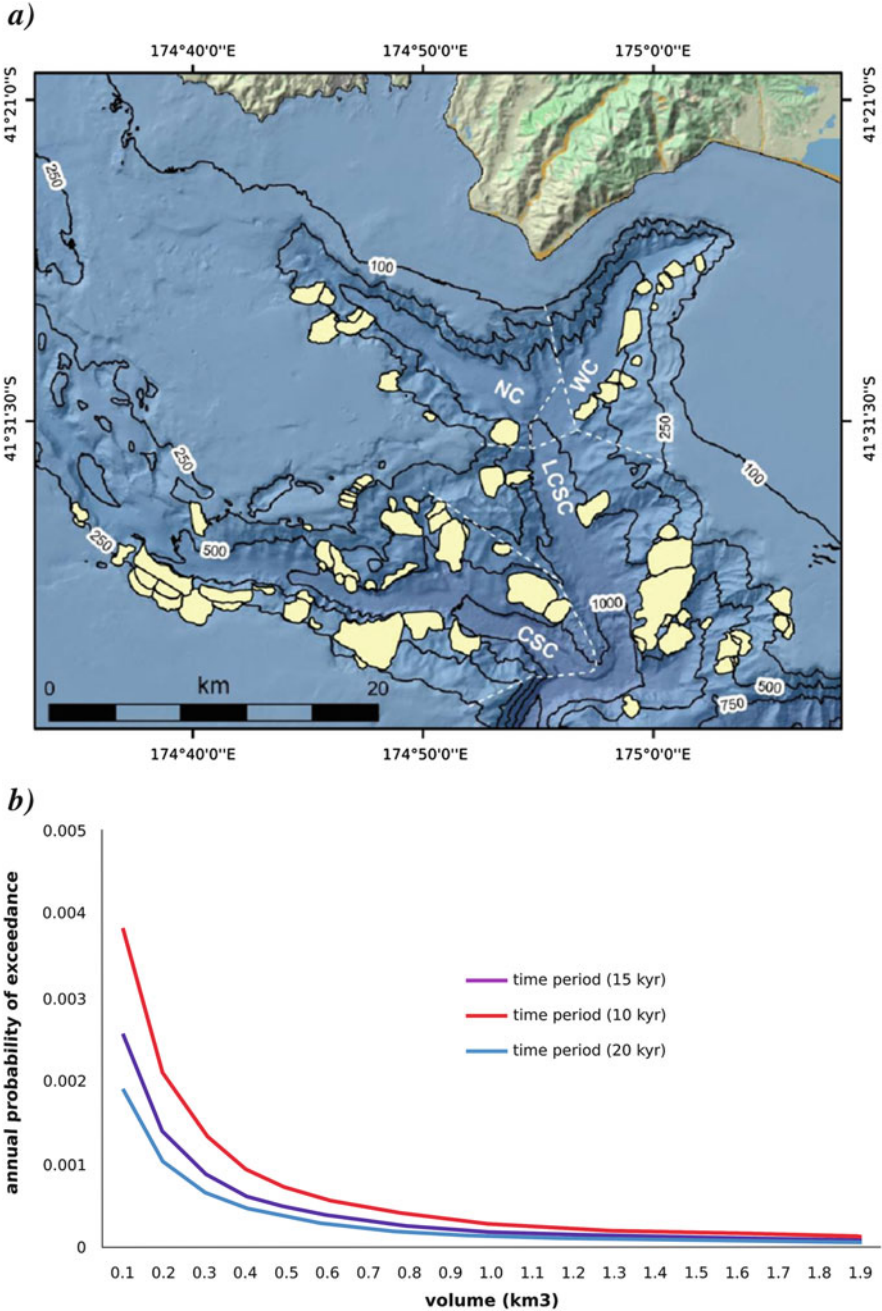 a)
174°40'0"E 174°50'0"E 175°0'0"E
41°21'0"S 41°21'0"S
250
100
NC WC
41°31'30"S 41°31'30"S
250
250
100
LCSC
250
500
1000
CSC
500
750
0 km 20
174°40'0"E 174°50'0"E 175°0'0"E
b)
annual probability of exceedance
0.005
0.004
0.003
0.002
0.001
0
time period (15 kyr)
time period (10 kyr)
time period (20 kyr)
0.1 0.2 0.3 0.4 0.5 0.6 0.7 0.8 0.9 1.0 1.2 1.2 1.3 1.4 1.5 1.6 1.7 1.8 1.9
volume (km3)